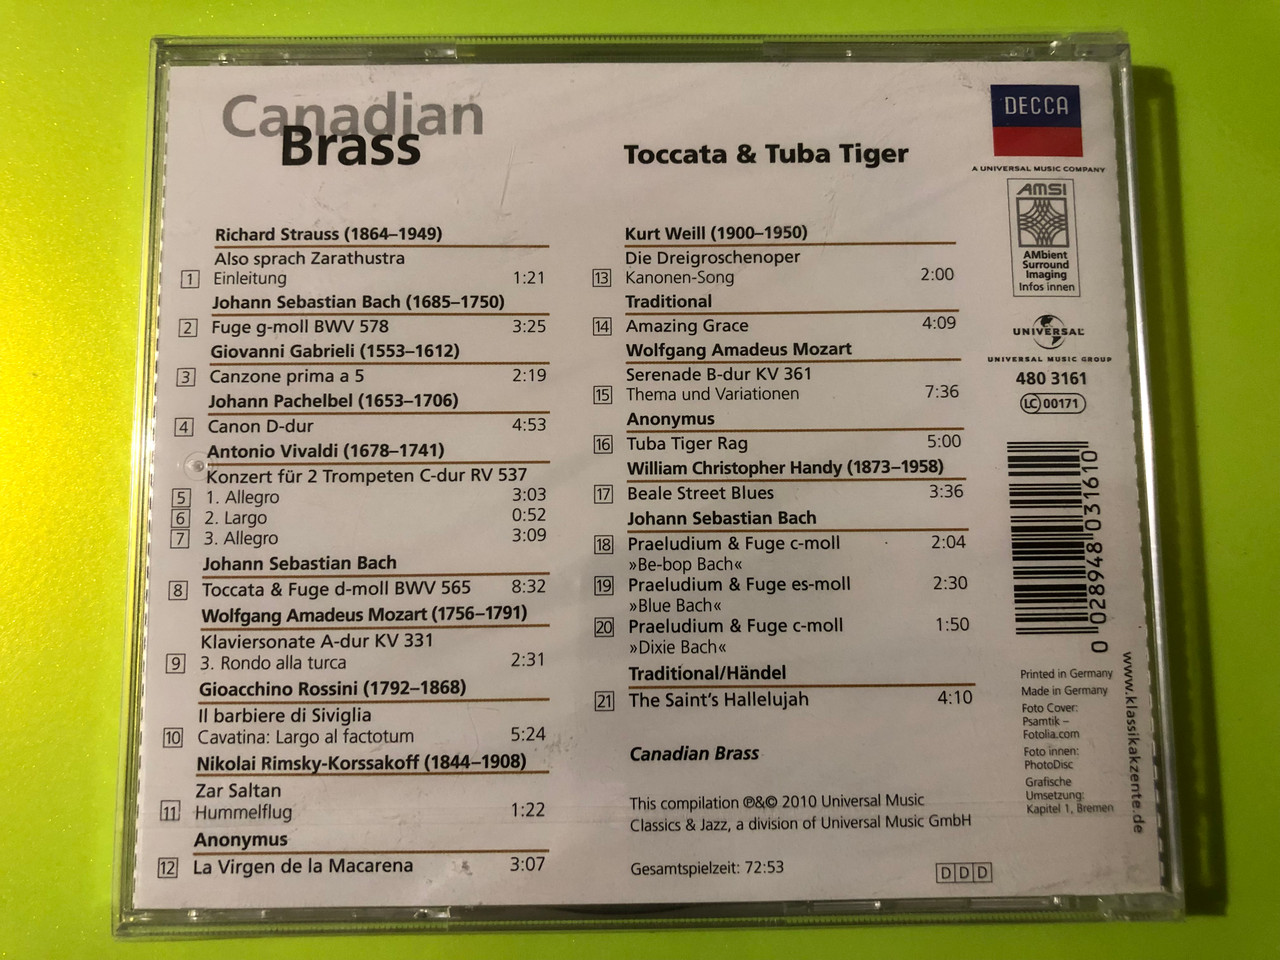 Canadian
Brass
Toccata & Tuba Tiger
Richard Strauss (1864–1949)
Also sprach Zarathustra
1 Einleitung 1:21
Johann Sebastian Bach (1685–1750)
2 Fuge g-moll BWV 578 3:25
Giovanni Gabrieli (1553–1612)
3 Canzone prima a 5 2:19
Johann Pachelbel (1653–1706)
4 Canon D-dur 4:53
Antonio Vivaldi (1678–1741)
Konzert für 2 Trompeten C-dur RV 537
5 1. Allegro 3:03
6 2. Largo 0:52
7 3. Allegro 3:09
Johann Sebastian Bach
8 Toccata & Fuge d-moll BWV 565 8:32
Wolfgang Amadeus Mozart (1756–1791)
Klaviersonate A-dur KV 331
9 3. Rondo alla turca 2:31
Gioacchino Rossini (1792–1868)
Il barbiere di Siviglia
10 Cavatina: Largo al factotum 5:24
Nikolai Rimsky-Korssakoff (1844–1908)
Zar Saltan
11 Hummelflug 1:22
Anonymus
12 La Virgen de la Macarena 3:07
Kurt Weill (1900–1950)
Die Dreigroschenoper
13 Kanonen-Song 2:00
Traditional
14 Amazing Grace 4:09
Wolfgang Amadeus Mozart
Serenade B-dur KV 361
15 Thema und Variationen 7:36
Anonymus
16 Tuba Tiger Rag 5:00
William Christopher Handy (1873–1958)
17 Beale Street Blues 3:36
Johann Sebastian Bach
18 Praeludium & Fuge c-moll 2:04
»Be-bop Bach«
19 Praeludium & Fuge es-moll 2:30
»Blue Bach«
20 Praeludium & Fuge c-moll 1:50
»Dixie Bach«
Traditional/Händel
21 The Saint's Hallelujah 4:10
Canadian Brass
This compilation ℗&© 2010 Universal Music
Classics & Jazz, a division of Universal Music GmbH
Gesamtspielzeit: 72:53
DDD
DECCA
A UNIVERSAL MUSIC COMPANY
AMSI
AMbient
Surround
Imaging
Infos innen
UNIVERSAL
UNIVERSAL MUSIC GROUP
480 3161
LC 00171
0 028948 031610
Printed in Germany
Made in Germany
Foto Cover:
Psamtik –
Fotolia.com
Foto innen:
PhotoDisc
Grafische
Umsetzung:
Kapitel 1, Bremen
www.klassikakzente.de